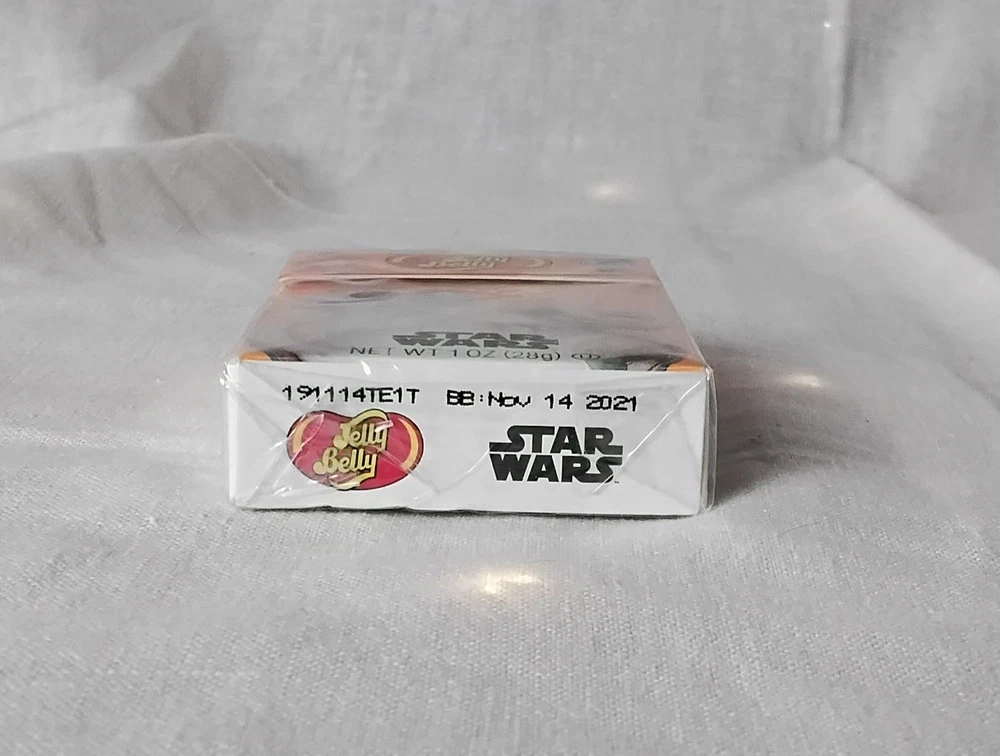 STAR
WARS
NET WT 1 OZ (28g)
191114TE1T BB:Nov 14 2021
Jelly
Belly
STAR
WARS